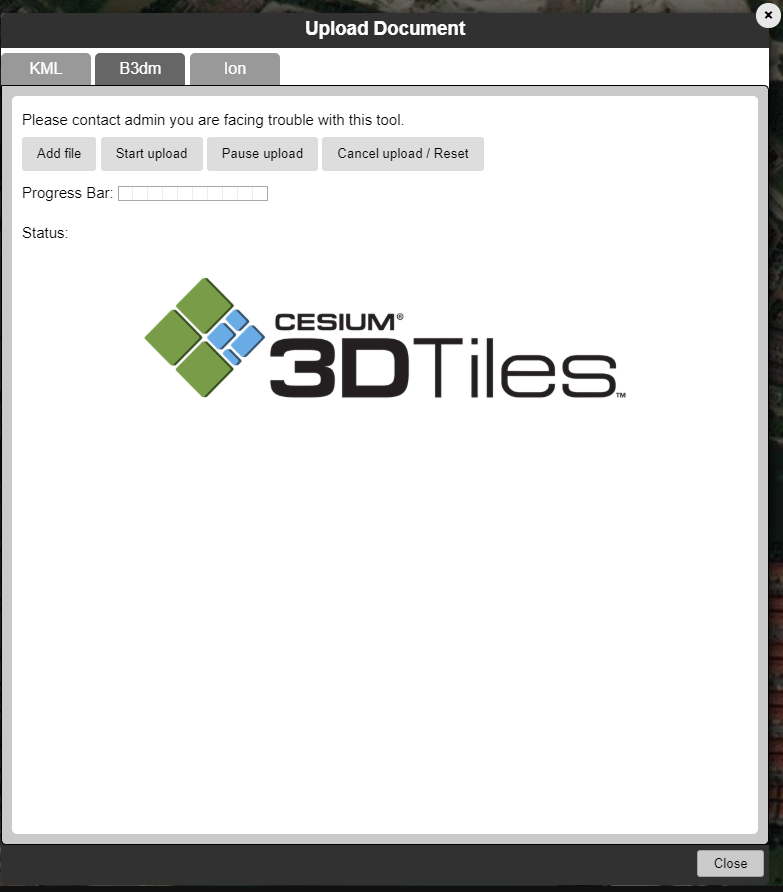 Upload Document
×
KML B3dm Ion
Please contact admin you are facing trouble with this tool.
Add file Start upload Pause upload Cancel upload / Reset
Progress Bar:
Status:
CESIUM®
3DTiles™
Close